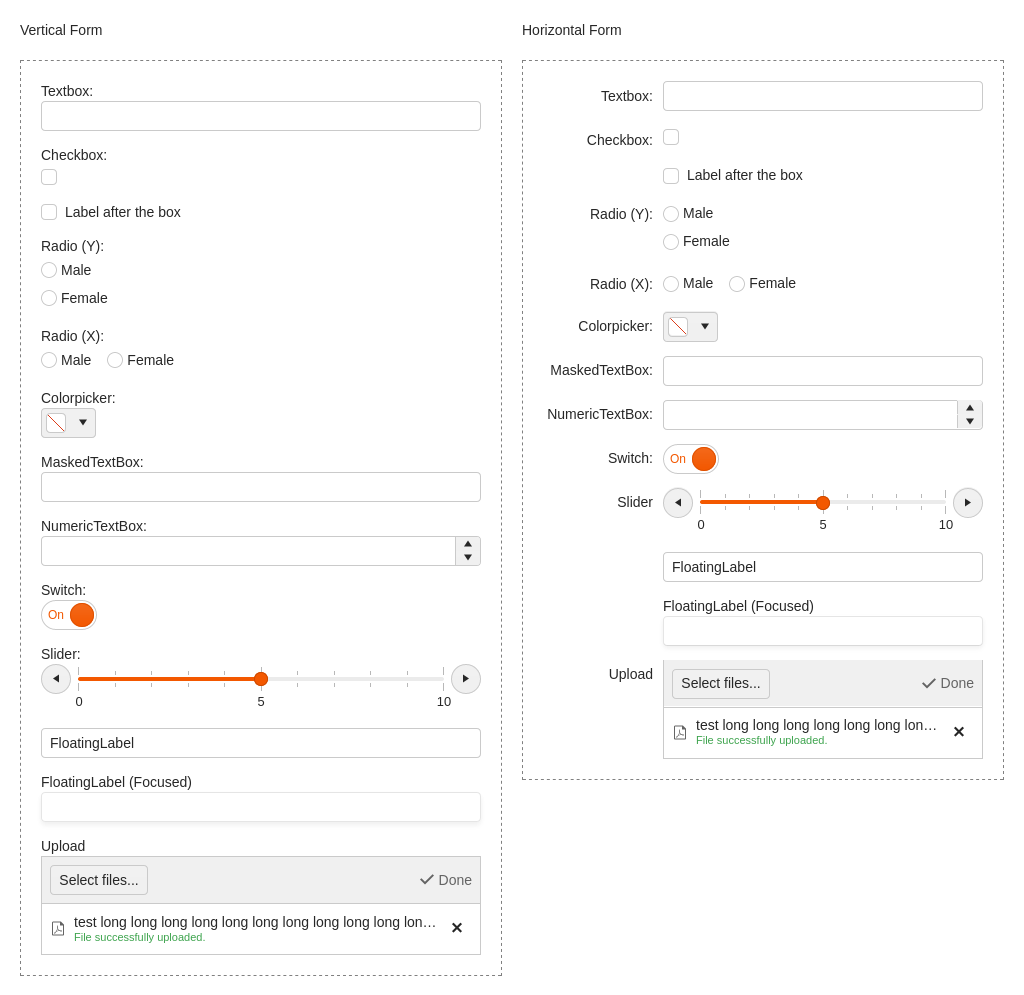 Vertical Form
Textbox:
Checkbox:
Label after the box
Radio (Y):
Male
Female
Radio (X):
Male Female
Colorpicker:
MaskedTextBox:
NumericTextBox:
Switch:
On
Slider:
0 5 10
FloatingLabel
FloatingLabel (Focused)
Upload
Select files... Done
test long long long long long long long long long long lon…
File successfully uploaded.
Horizontal Form
Textbox:
Checkbox:
Label after the box
Radio (Y): Male
Female
Radio (X): Male Female
Colorpicker:
MaskedTextBox:
NumericTextBox:
Switch: On
Slider
0 5 10
FloatingLabel
FloatingLabel (Focused)
Upload Select files... Done
test long long long long long long lon…
File successfully uploaded.